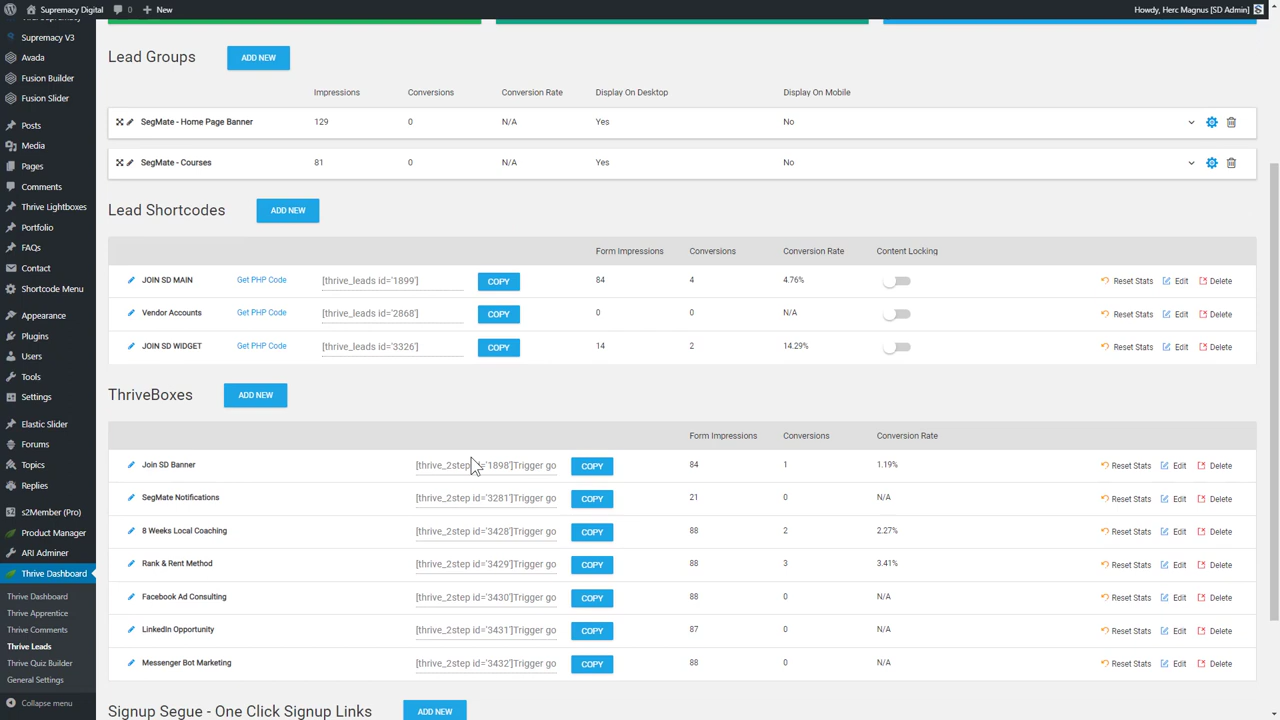 Supremacy Digital
0
New
Howdy, Herc Magnus [SD Admin]
Supremacy V3
Avada
Fusion Builder
Fusion Slider
Posts
Media
Pages
Comments
Thrive Lightboxes
Portfolio
FAQs
Contact
Shortcode Menu
Appearance
Plugins
Users
Tools
Settings
Elastic Slider
Forums
Topics
Replies
s2Member (Pro)
Product Manager
ARI Adminer
Thrive Dashboard
Thrive Dashboard
Thrive Apprentice
Thrive Comments
Thrive Leads
Thrive Quiz Builder
General Settings
Collapse menu
Lead Groups ADD NEW
Impressions Conversions Conversion Rate Display On Desktop Display On Mobile
SegMate - Home Page Banner 129 0 N/A Yes No
SegMate - Courses 81 0 N/A Yes No
Lead Shortcodes ADD NEW
Form Impressions Conversions Conversion Rate Content Locking
JOIN SD MAIN Get PHP Code [thrive_leads id='1899'] COPY 84 4 4.76% Reset Stats Edit Delete
Vendor Accounts Get PHP Code [thrive_leads id='2868'] COPY 0 0 N/A Reset Stats Edit Delete
JOIN SD WIDGET Get PHP Code [thrive_leads id='3326'] COPY 14 2 14.29% Reset Stats Edit Delete
ThriveBoxes ADD NEW
Form Impressions Conversions Conversion Rate
Join SD Banner [thrive_2step id='1898']Trigger go COPY 84 1 1.19% Reset Stats Edit Delete
SegMate Notifications [thrive_2step id='3281']Trigger go COPY 21 0 N/A Reset Stats Edit Delete
8 Weeks Local Coaching [thrive_2step id='3428']Trigger go COPY 88 2 2.27% Reset Stats Edit Delete
Rank & Rent Method [thrive_2step id='3429']Trigger go COPY 88 3 3.41% Reset Stats Edit Delete
Facebook Ad Consulting [thrive_2step id='3430']Trigger go COPY 88 0 N/A Reset Stats Edit Delete
LinkedIn Opportunity [thrive_2step id='3431']Trigger go COPY 87 0 N/A Reset Stats Edit Delete
Messenger Bot Marketing [thrive_2step id='3432']Trigger go COPY 88 0 N/A Reset Stats Edit Delete
Signup Segue - One Click Signup Links ADD NEW